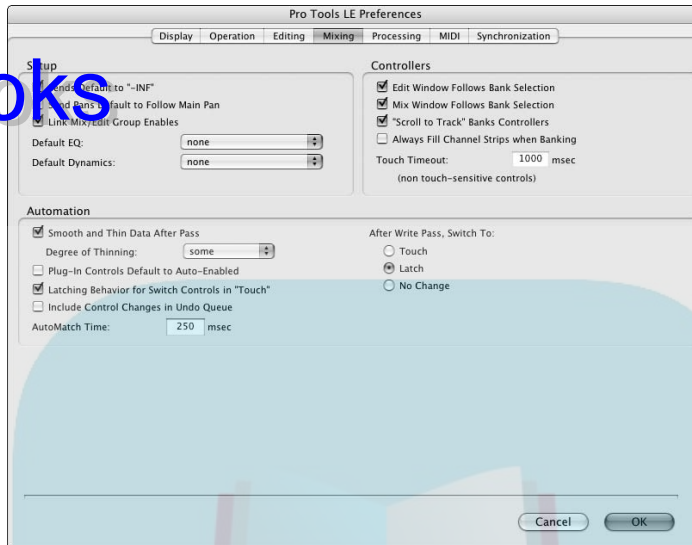 Pro Tools LE Preferences
Display Operation Editing Mixing Processing MIDI Synchronization
oks
Setup
Sends Default to "-INF"
Send Pans Default to Follow Main Pan
Link Mix/Edit Group Enables
Default EQ: none
Default Dynamics: none
Controllers
Edit Window Follows Bank Selection
Mix Window Follows Bank Selection
"Scroll to Track" Banks Controllers
Always Fill Channel Strips when Banking
Touch Timeout: 1000 msec
(non touch-sensitive controls)
Automation
Smooth and Thin Data After Pass
Degree of Thinning: some
Plug-In Controls Default to Auto-Enabled
Latching Behavior for Switch Controls in "Touch"
Include Control Changes in Undo Queue
AutoMatch Time: 250 msec
After Write Pass, Switch To:
Touch
Latch
No Change
Cancel OK